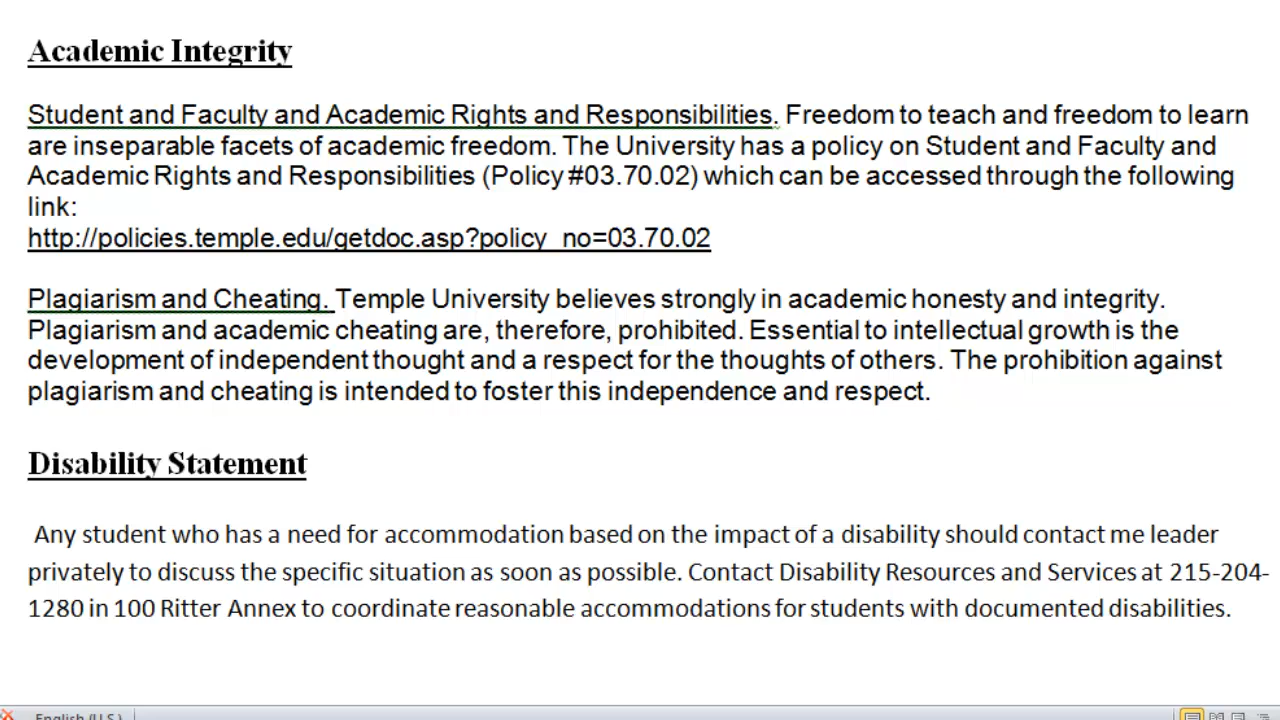 Academic Integrity
Student and Faculty and Academic Rights and Responsibilities. Freedom to teach and freedom to learn
are inseparable facets of academic freedom. The University has a policy on Student and Faculty and
Academic Rights and Responsibilities (Policy #03.70.02) which can be accessed through the following
link:
http://policies.temple.edu/getdoc.asp?policy_no=03.70.02
Plagiarism and Cheating. Temple University believes strongly in academic honesty and integrity.
Plagiarism and academic cheating are, therefore, prohibited. Essential to intellectual growth is the
development of independent thought and a respect for the thoughts of others. The prohibition against
plagiarism and cheating is intended to foster this independence and respect.
Disability Statement
Any student who has a need for accommodation based on the impact of a disability should contact me leader
privately to discuss the specific situation as soon as possible. Contact Disability Resources and Services at 215-204-
1280 in 100 Ritter Annex to coordinate reasonable accommodations for students with documented disabilities.
English (U.S.)